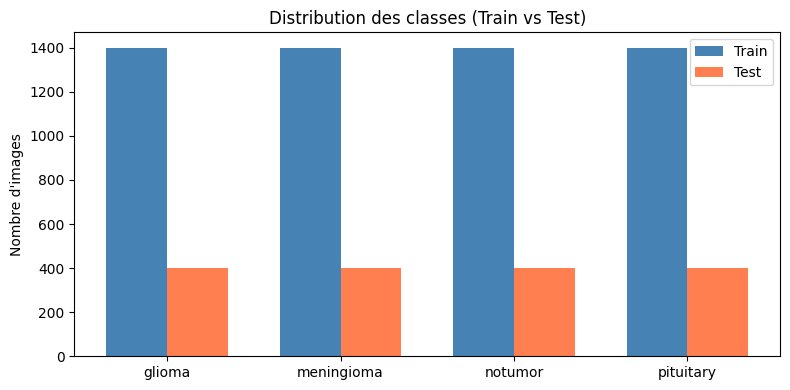 Distribution des classes (Train vs Test)
Train
Test
Nombre d'images
1400
1200
1000
800
600
400
200
0
glioma meningioma notumor pituitary